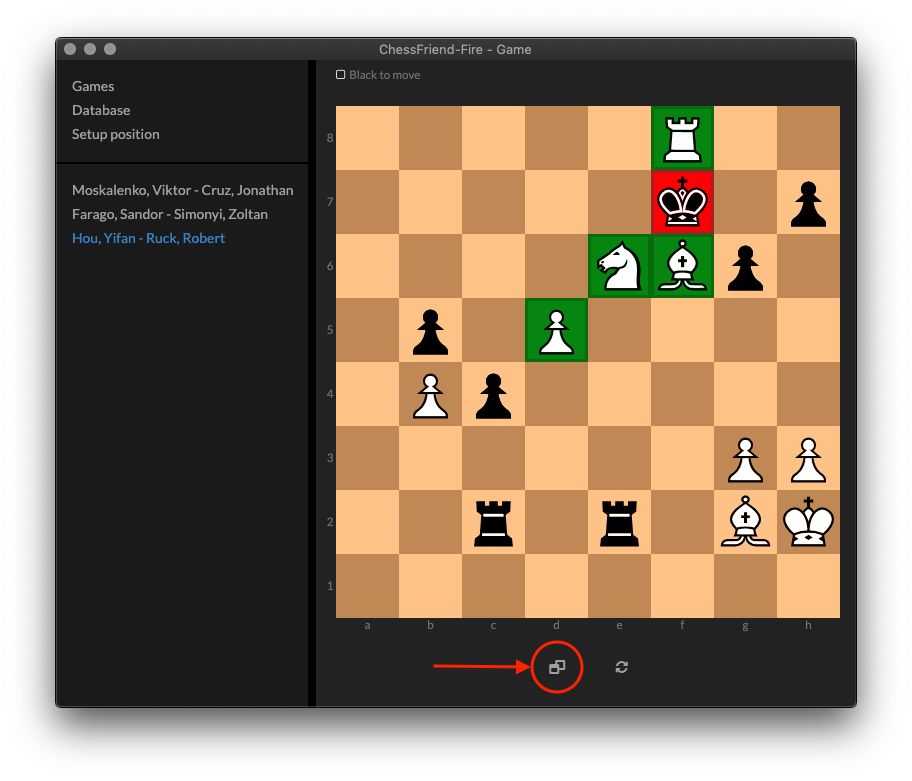 ChessFriend-Fire - Game
Games
Database
Setup position
Moskalenko, Viktor - Cruz, Jonathan
Farago, Sandor - Simonyi, Zoltan
Hou, Yifan - Ruck, Robert
Black to move
8
7
6
5
4
3
2
1
a b c d e f g h